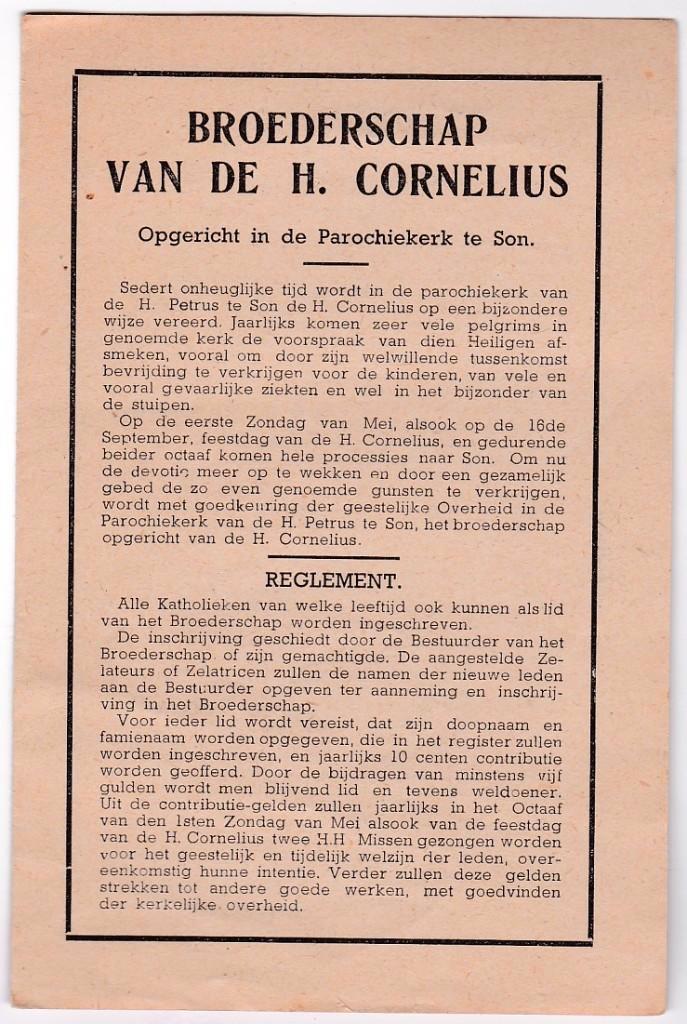 BROEDERSCHAP
VAN DE H. CORNELIUS
Opgericht in de Parochiekerk te Son.
Sedert onheuglijke tijd wordt in de parochiekerk van
de H. Petrus te Son de H. Cornelius op een bijzondere
wijze vereerd. Jaarlijks komen zeer vele pelgrims in
genoemde kerk de voorspraak van dien Heiligen af-
smeken, vooral om door zijn welwillende tussenkomst
bevrijding te verkrijgen voor de kinderen, van vele en
vooral gevaarlijke ziekten en wel in het bijzonder van
de stuipen.
Op de eerste Zondag van Mei, alsook op de 16de
September, feestdag van de H. Cornelius, en gedurende
beider octaaf komen hele processies naar Son. Om nu
de devotie meer op te wekken en door een gezamelijk
gebed de zo even genoemde gunsten te verkrijgen,
wordt met goedkeuring der geestelijke Overheid in de
Parochiekerk van de H. Petrus te Son, het broederschap
opgericht van de H. Cornelius.
REGLEMENT.
Alle Katholieken van welke leeftijd ook kunnen als lid
van het Broederschap worden ingeschreven.
De inschrijving geschiedt door de Bestuurder van het
Broederschap of zijn gemachtigde. De aangestelde Ze-
lateurs of Zelatricen zullen de namen der nieuwe leden
aan de Bestuurder opgeven ter aanneming en inschrij-
ving in het Broederschap.
Voor ieder lid wordt vereist, dat zijn doopnaam en
famienaam worden opgegeven, die in het register zullen
worden ingeschreven, en jaarlijks 10 centen contributie
worden geofferd. Door de bijdragen van minstens vijf
gulden wordt men blijvend lid en tevens weldoener.
Uit de contributie-gelden zullen jaarlijks in het Octaaf
van den 1sten Zondag van Mei alsook van de feestdag
van de H. Cornelius twee H.H Missen gezongen worden
voor het geestelijk en tijdelijk welzijn der leden, over-
eenkomstig hunne intentie. Verder zullen deze gelden
strekken tot andere goede werken, met goedvinden
der kerkelijke overheid.